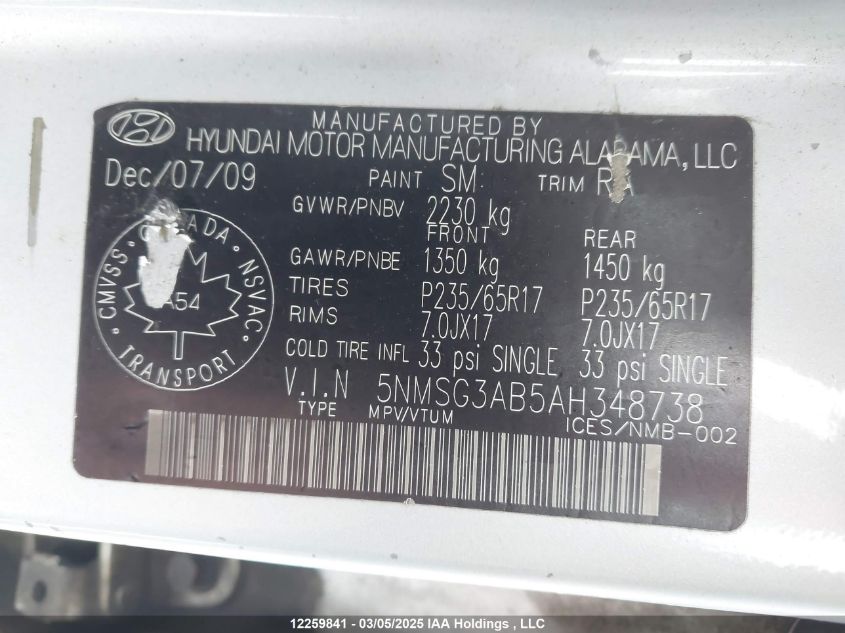 MANUFACTURED BY
HYUNDAI MOTOR MANUFACTURING ALABAMA, LLC
Dec/07/09 PAINT SM TRIM
GVWR/PNBV 2230 kg
FRONT REAR
GAWR/PNBE 1350 kg 1450 kg
TIRES P235/65R17 P235/65R17
RIMS 7.0JX17 7.0JX17
COLD TIRE INFL 33 psi SINGLE 33 psi SINGLE
V.I.N 5NMSG3AB5AH348738
TYPE MPV/VTUM ICES/NMB-002
CANADA
CMVSS NSVAC
A54
TRANSPORT
12259841 - 03/05/2025 IAA Holdings , LLC